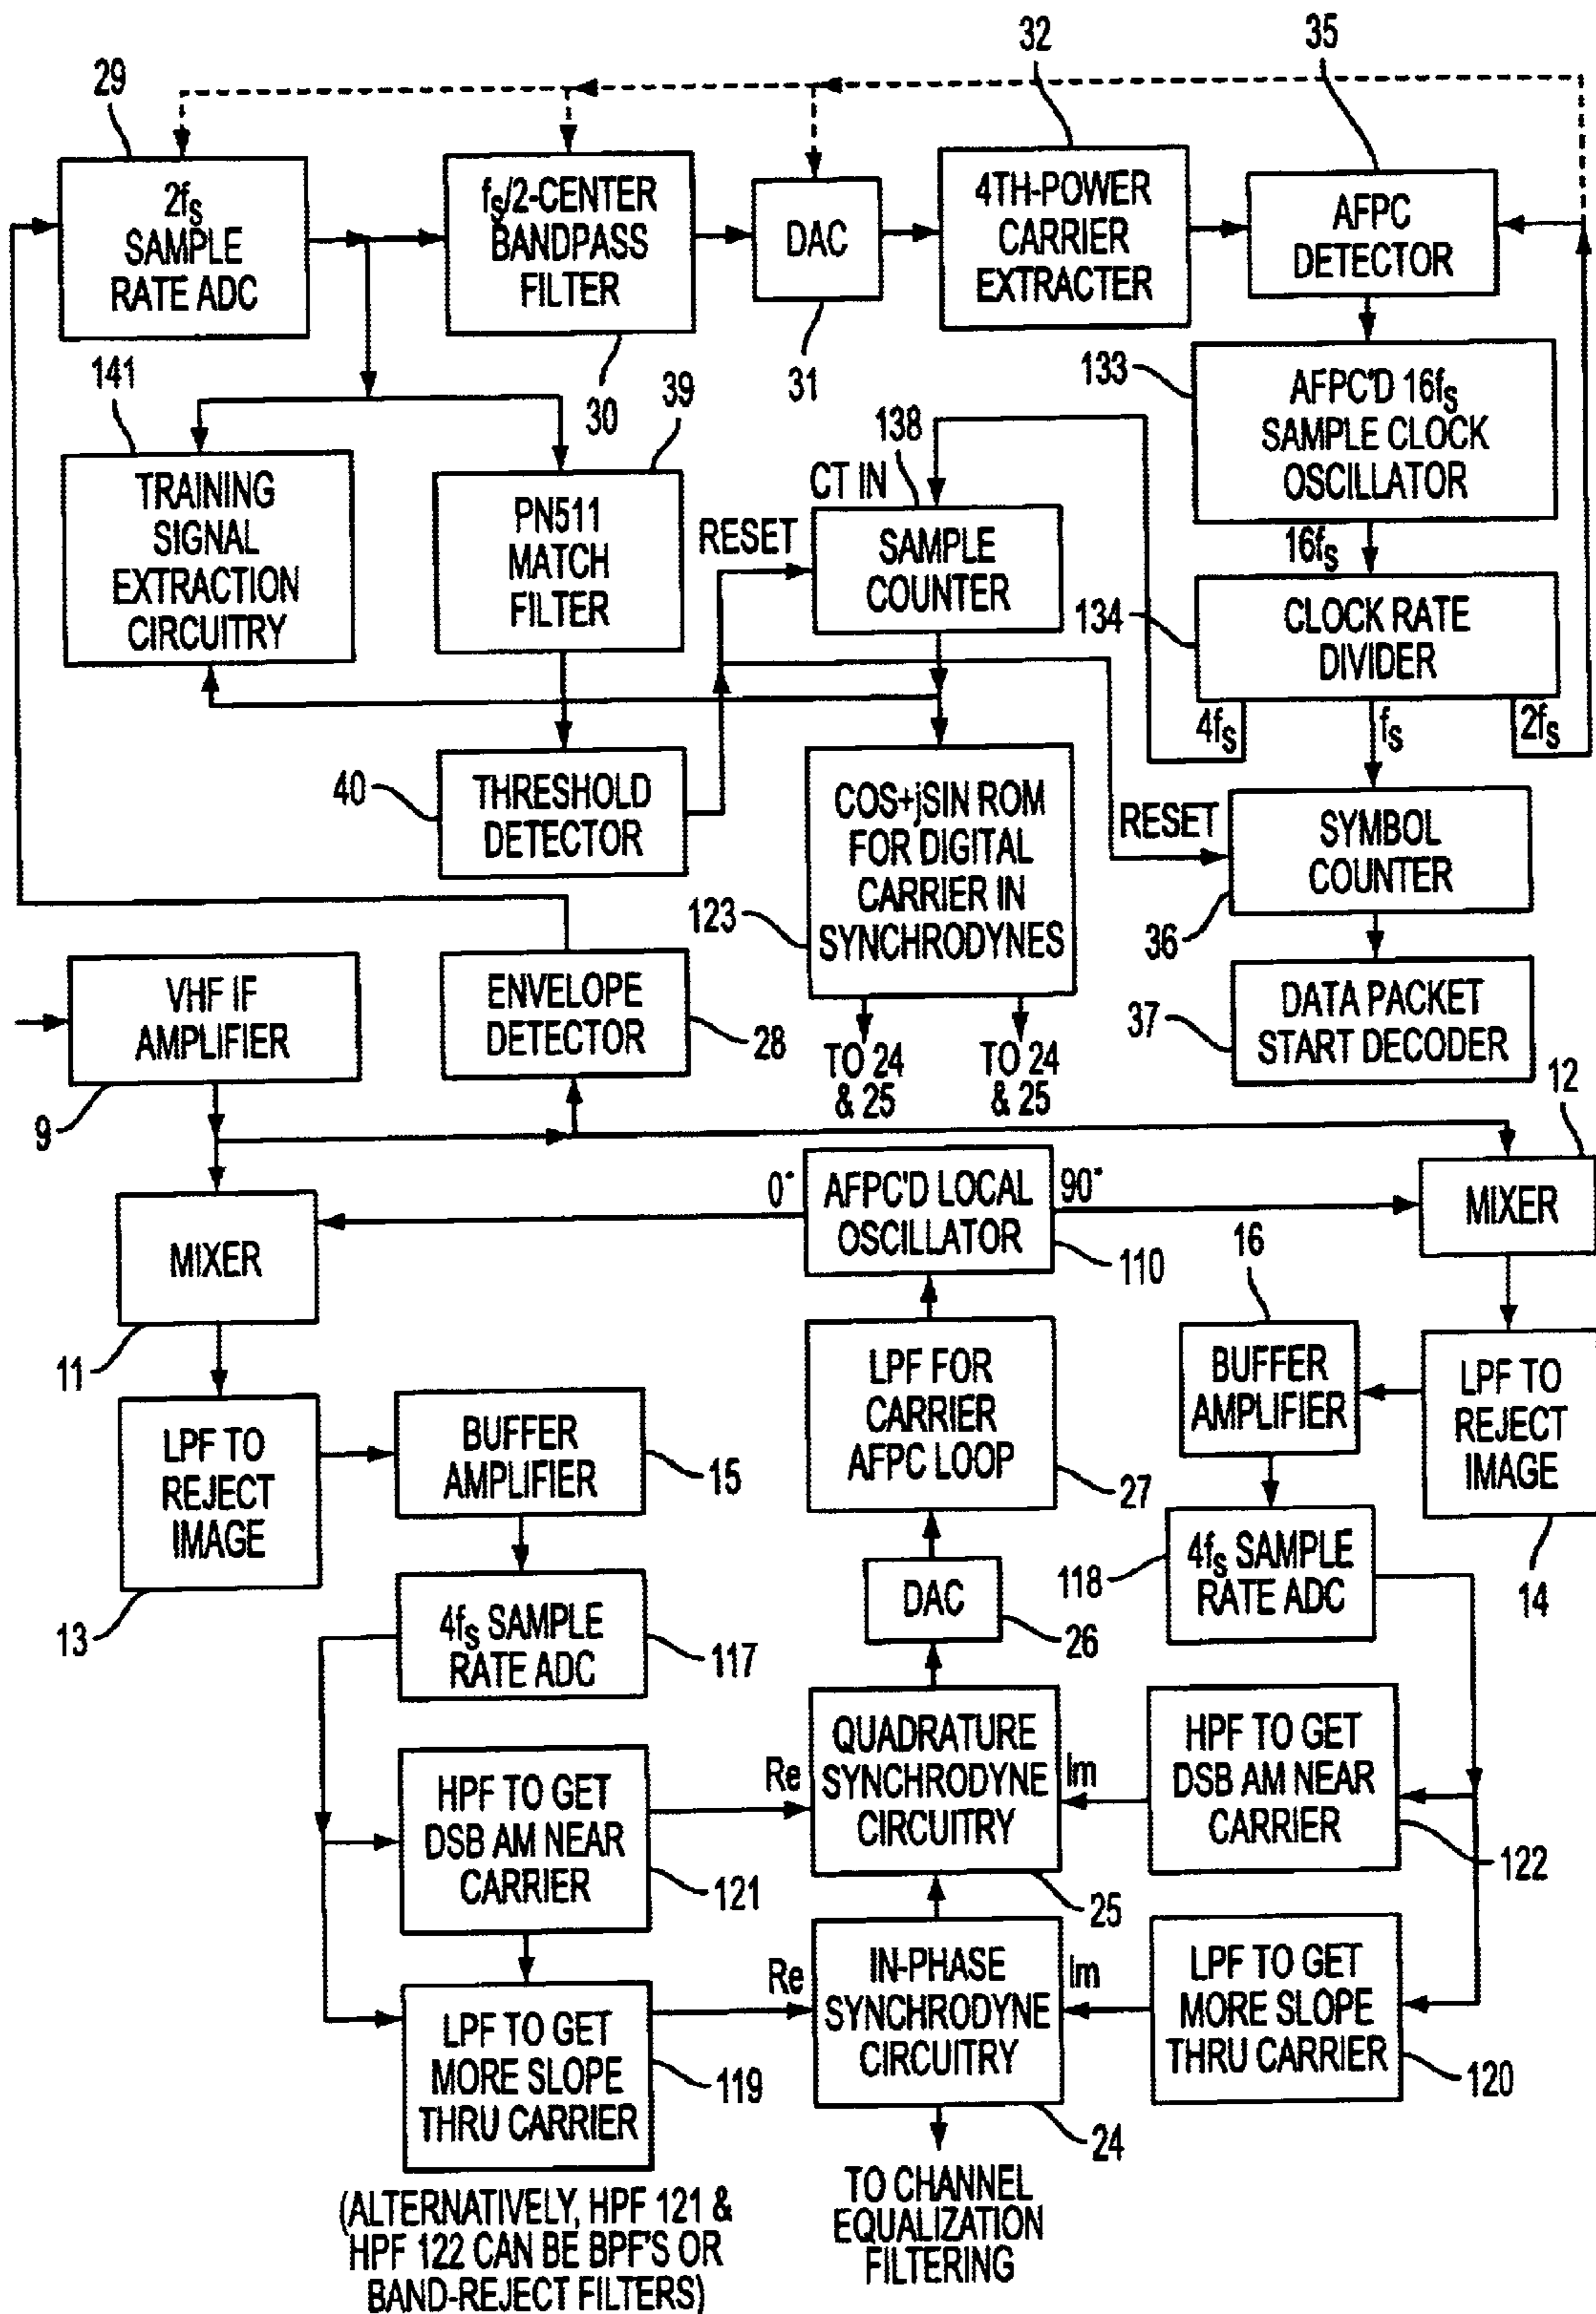 32
35
29
2fs
SAMPLE
RATE ADC
fs/2-CENTER
BANDPASS
FILTER
DAC
4TH-POWER
CARRIER
EXTRACTER
AFPC
DETECTOR
141
30
39
31
138
133
AFPC'D 16fs
SAMPLE CLOCK
OSCILLATOR
TRAINING
SIGNAL
EXTRACTION
CIRCUITRY
PN511
MATCH
FILTER
CT IN
RESET
SAMPLE
COUNTER
16fs
134
CLOCK RATE
DIVIDER
4fs
fs
2fs
40
THRESHOLD
DETECTOR
COS+jSIN ROM
FOR DIGITAL
CARRIER IN
SYNCHRODYNES
123
RESET
SYMBOL
COUNTER
36
VHF IF
AMPLIFIER
9
ENVELOPE
DETECTOR
28
TO 24
& 25
TO 24
& 25
37
DATA PACKET
START DECODER
12
MIXER
11
0°
AFPC'D LOCAL
OSCILLATOR
90°
110
MIXER
16
LPF TO
REJECT
IMAGE
13
BUFFER
AMPLIFIER
15
LPF FOR
CARRIER
AFPC LOOP
27
BUFFER
AMPLIFIER
LPF TO
REJECT
IMAGE
14
4fs SAMPLE
RATE ADC
117
DAC
26
118
4fs SAMPLE
RATE ADC
HPF TO GET
DSB AM NEAR
CARRIER
121
Re
QUADRATURE
SYNCHRODYNE
CIRCUITRY
Im
25
HPF TO GET
DSB AM NEAR
CARRIER
122
LPF TO GET
MORE SLOPE
THRU CARRIER
119
Re
IN-PHASE
SYNCHRODYNE
CIRCUITRY
Im
24
LPF TO GET
MORE SLOPE
THRU CARRIER
120
(ALTERNATIVELY, HPF 121 &
HPF 122 CAN BE BPF'S OR
BAND-REJECT FILTERS)
TO CHANNEL
EQUALIZATION
FILTERING